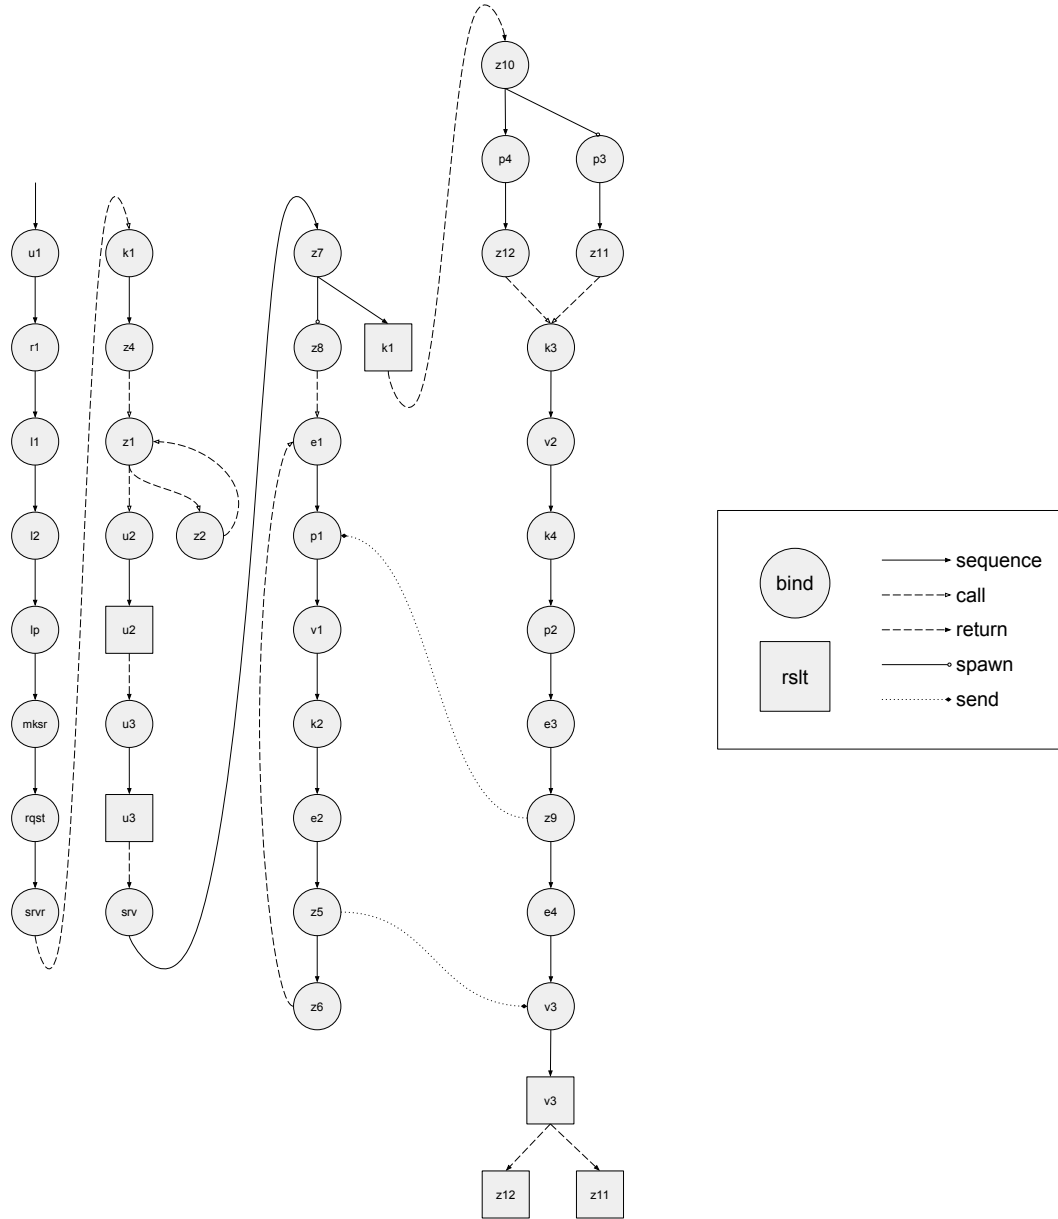 z10
p4 p3
u1 k1 z7 z12 z11
r1 z4 z8 k1 k3
l1 z1 e1 v2
l2 u2 z2 p1 k4
lp u2 v1 p2
mksr u3 k2 e3
rqst u3 e2 z9
srvr srv z5 e4
z6 v3
v3
z12 z11
bind
rslt
sequence
call
return
spawn
send